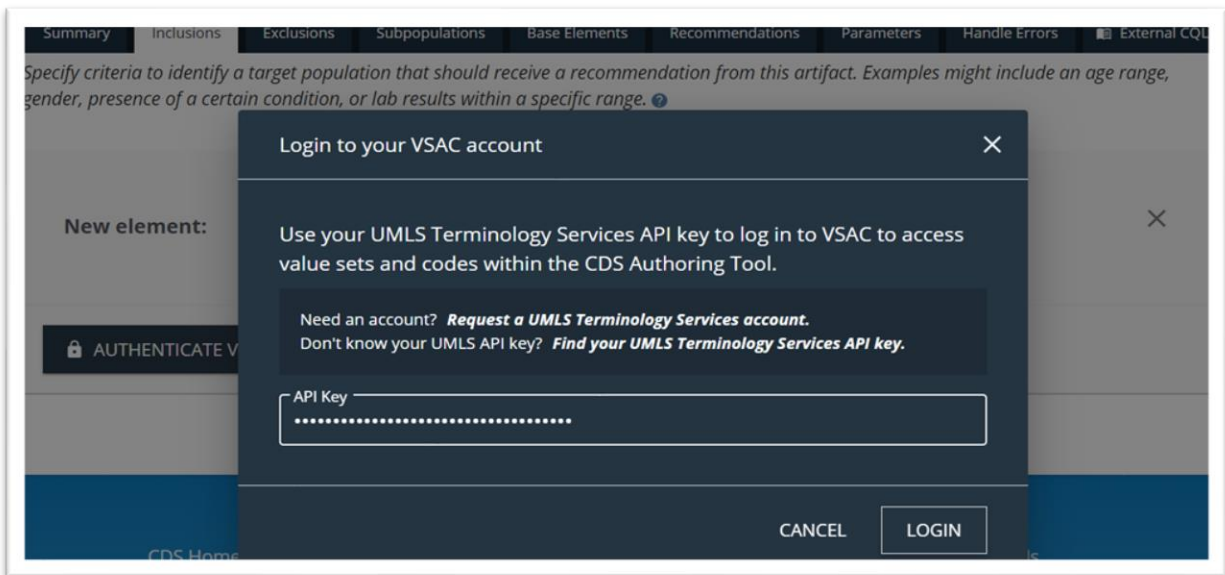 Summary Inclusions Exclusions Subpopulations Base Elements Recommendations Parameters Handle Errors External CQL
Specify criteria to identify a target population that should receive a recommendation from this artifact. Examples might include an age range,
gender, presence of a certain condition, or lab results within a specific range.
Login to your VSAC account
New element:
Use your UMLS Terminology Services API key to log in to VSAC to access
value sets and codes within the CDS Authoring Tool.
Need an account? Request a UMLS Terminology Services account.
Don't know your UMLS API key? Find your UMLS Terminology Services API key.
AUTHENTICATE V
API Key
••••••••••••••••••••••••••••••••••••
CANCEL LOGIN
CDS Home